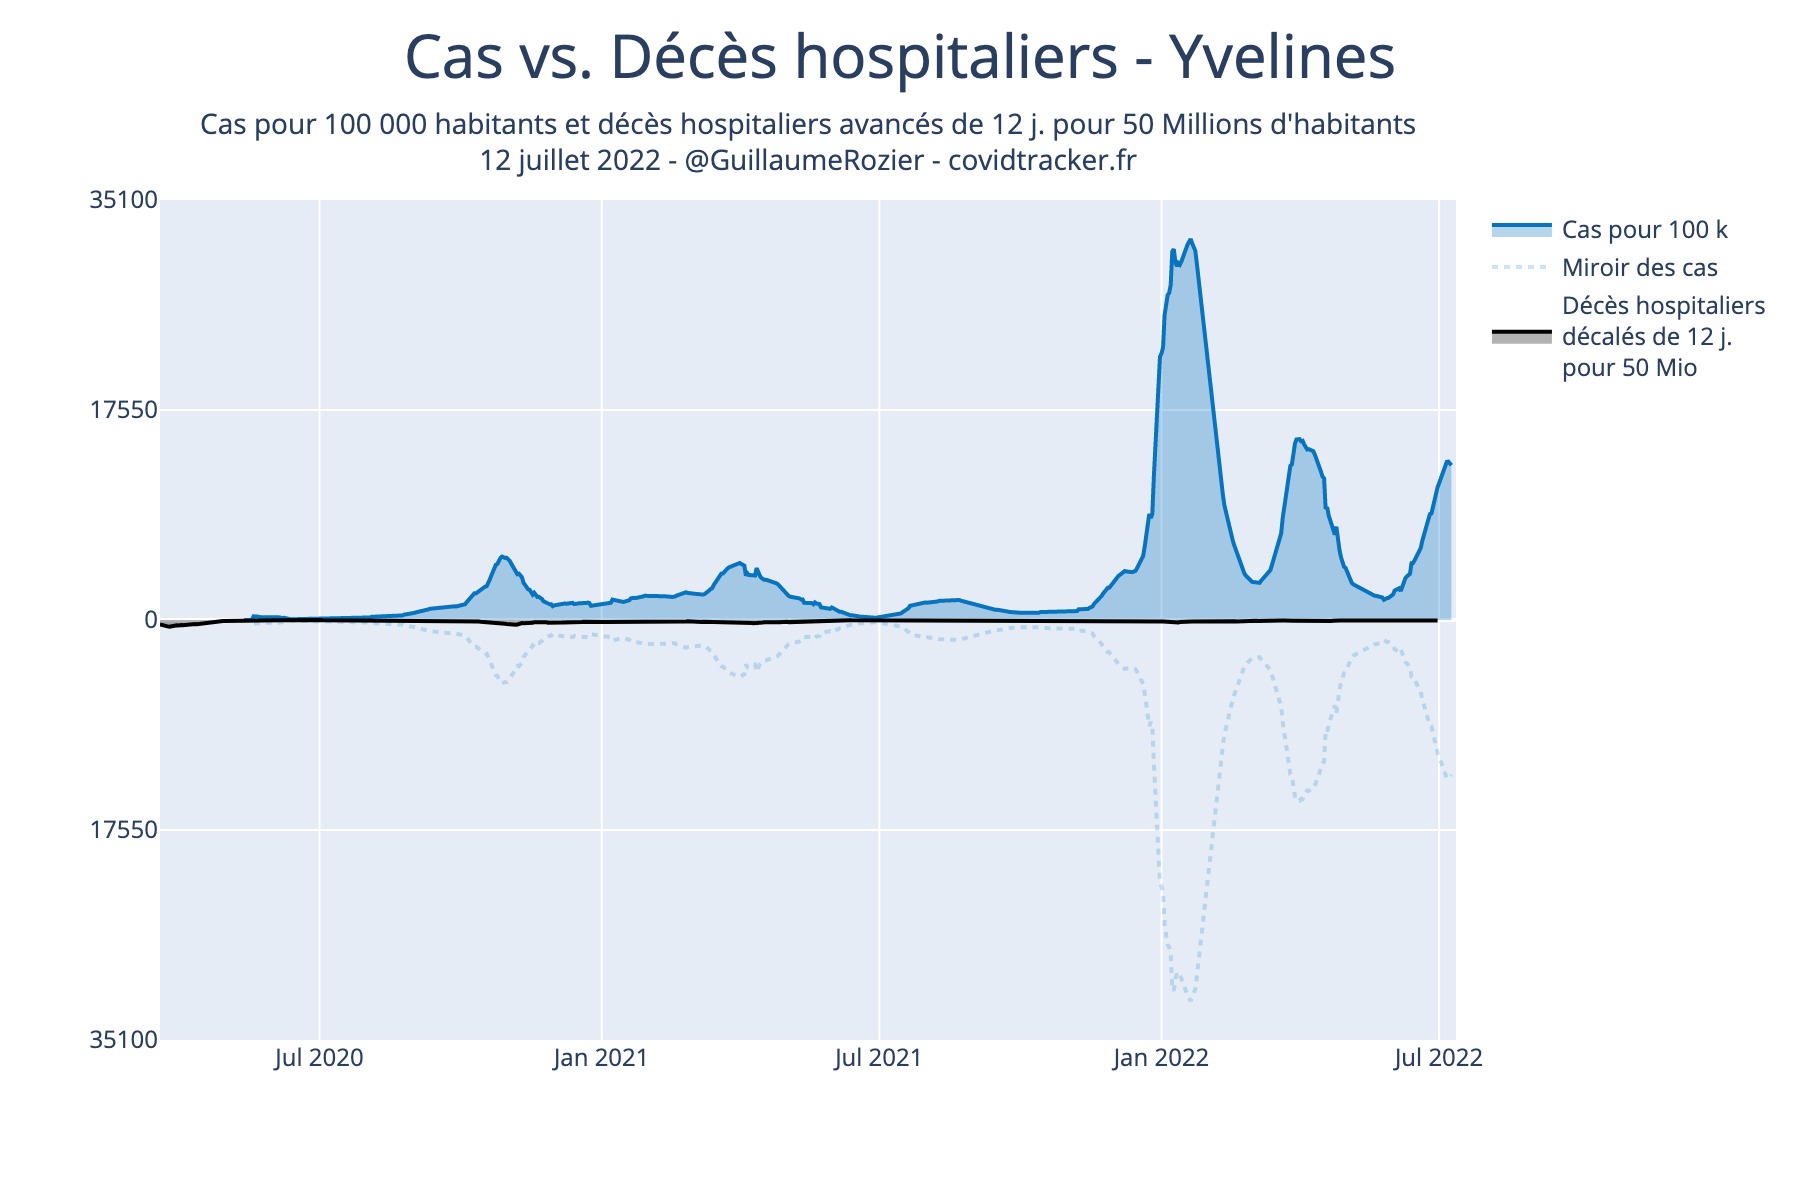 Cas vs. Décès hospitaliers - Yvelines
Cas pour 100 000 habitants et décès hospitaliers avancés de 12 j. pour 50 Millions d'habitants
12 juillet 2022 - @GuillaumeRozier - covidtracker.fr
35100
17550
0
17550
35100
Jul 2020
Jan 2021
Jul 2021
Jan 2022
Jul 2022
Cas pour 100 k
Miroir des cas
Décès hospitaliers
décalés de 12 j.
pour 50 Mio